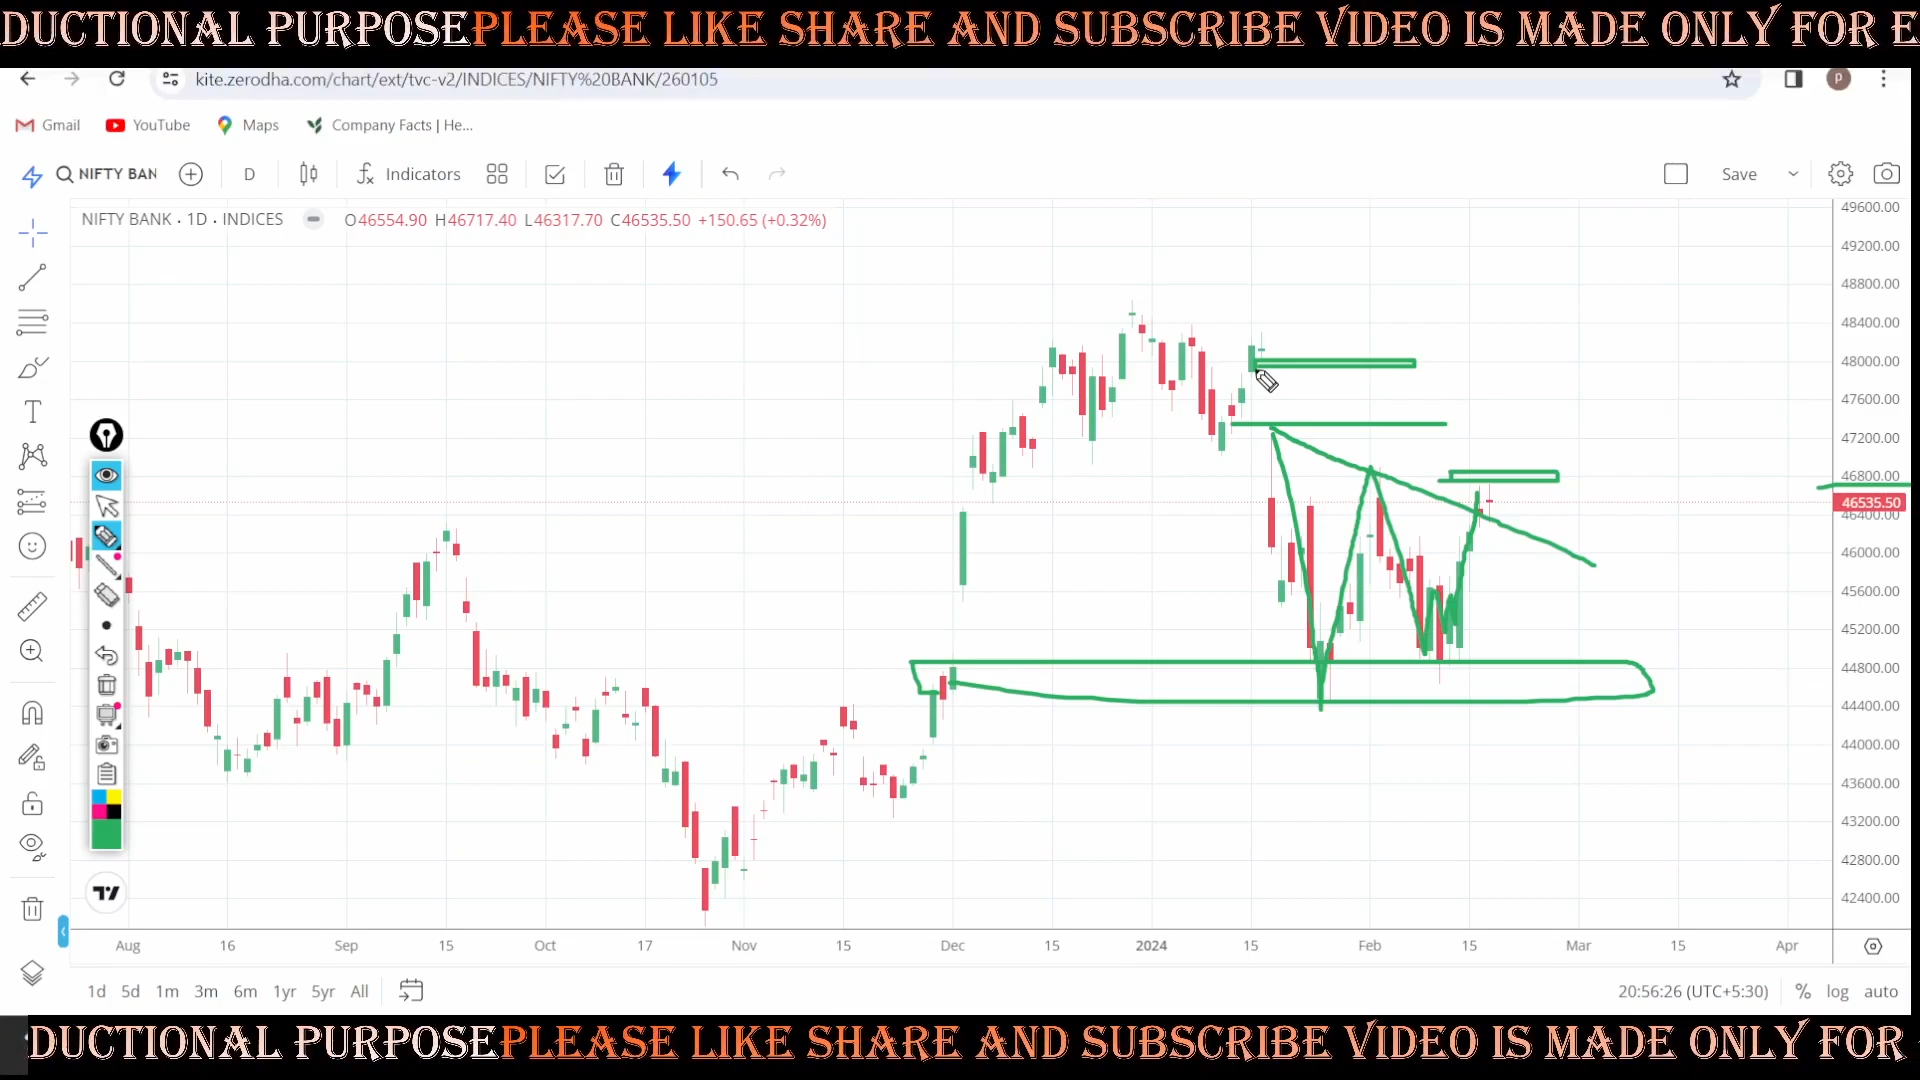 DUCTIONAL PURPOSEPLEASE LIKE SHARE AND SUBSCRIBE VIDEO IS MADE ONLY FOR E
kite.zerodha.com/chart/ext/tvc-v2/INDICES/NIFTY%20BANK/260105
P
Gmail YouTube Maps Company Facts | He...
NIFTY BAN D Indicators Save
NIFTY BANK · 1D · INDICES O46554.90 H46717.40 L46317.70 C46535.50 +150.65 (+0.32%)
49600.00
49200.00
48800.00
48400.00
48000.00
47600.00
47200.00
46800.00
46535.50
46400.00
46000.00
45600.00
45200.00
44800.00
44400.00
44000.00
43600.00
43200.00
42800.00
42400.00
Aug 16 Sep 15 Oct 17 Nov 15 Dec 15 2024 15 Feb 15 Mar 15 Apr
1d 5d 1m 3m 6m 1yr 5yr All 20:56:26 (UTC+5:30) % log auto
DUCTIONAL PURPOSEPLEASE LIKE SHARE AND SUBSCRIBE VIDEO IS MADE ONLY FOR